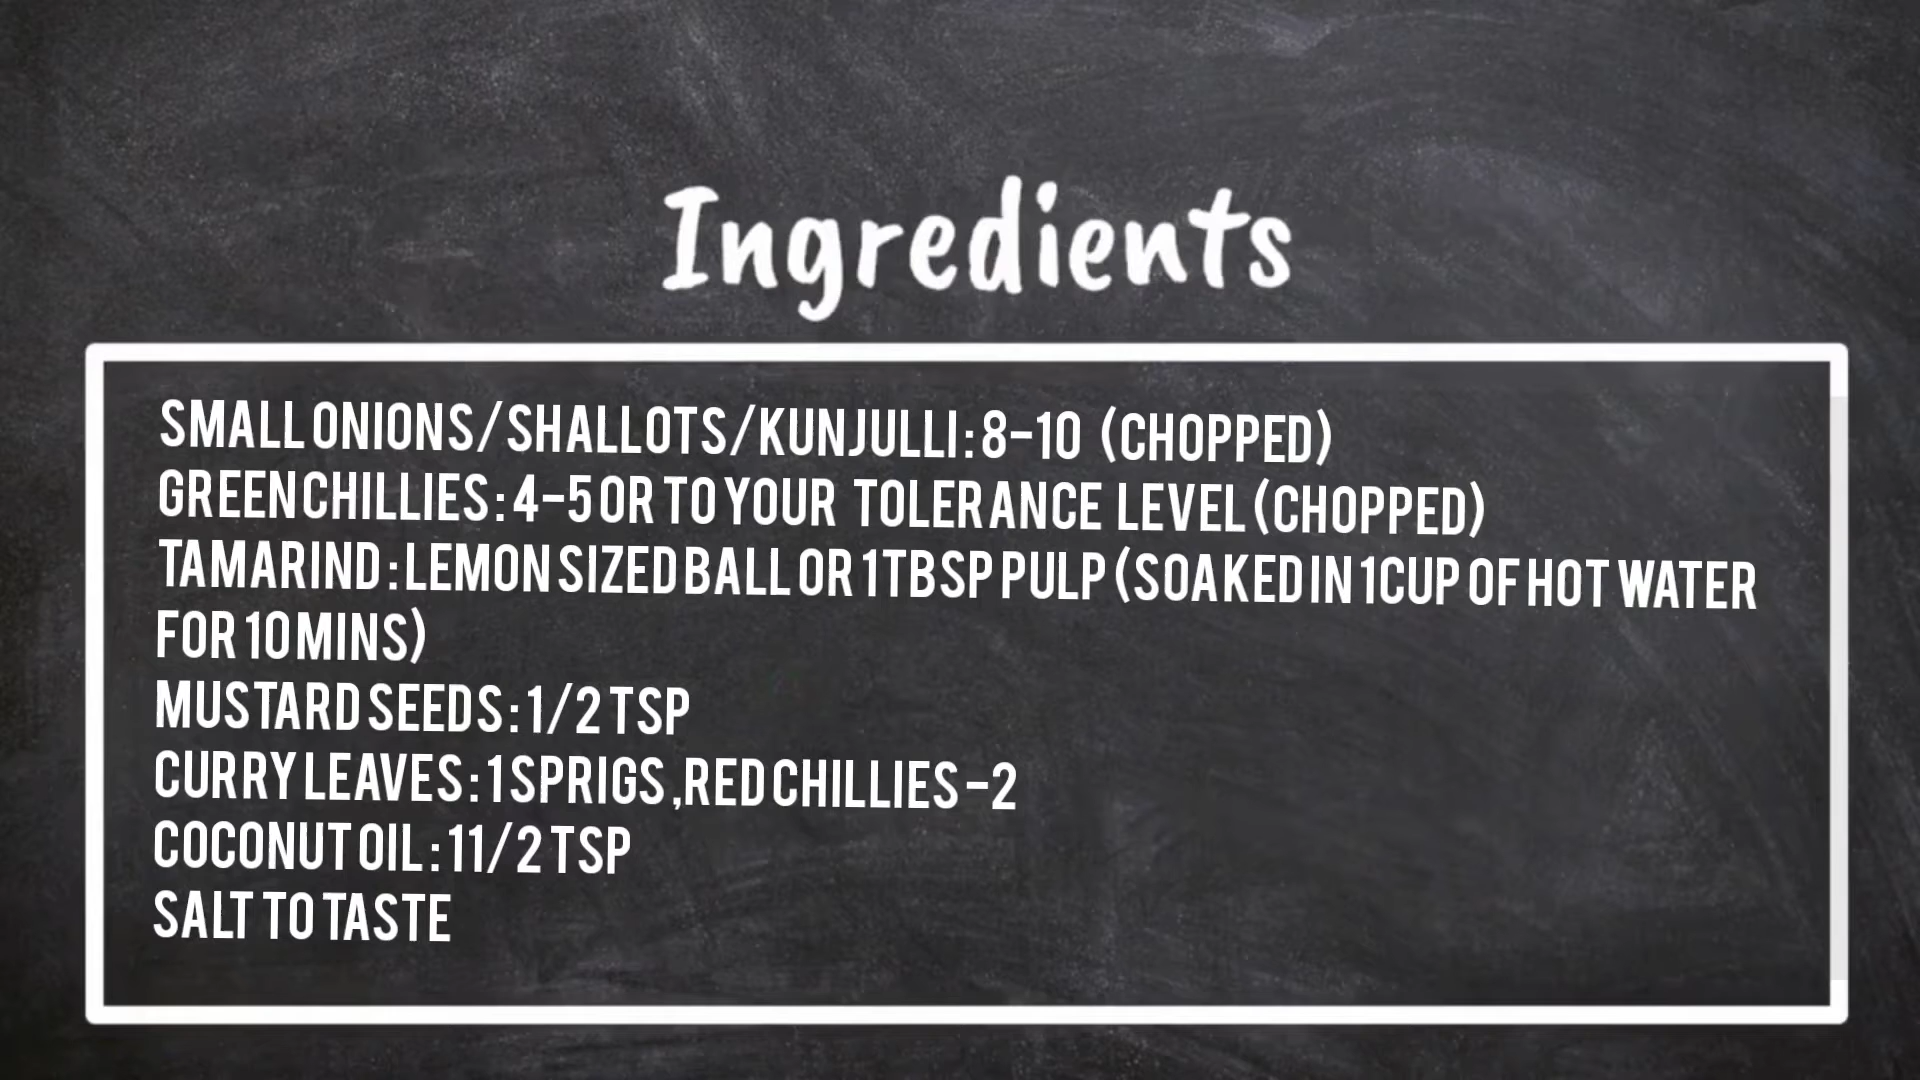 Ingredients
SMALL ONIONS/SHALLOTS/KUNJULLI: 8-10 (CHOPPED)
GREEN CHILLIES: 4-5 OR TO YOUR TOLERANCE LEVEL (CHOPPED)
TAMARIND: LEMON SIZED BALL OR 1TBSP PULP (SOAKED IN 1CUP OF HOT WATER
FOR 10 MINS)
MUSTARD SEEDS: 1/2 TSP
CURRY LEAVES: 1 SPRIGS ,RED CHILLIES -2
COCONUT OIL: 11/2 TSP
SALT TO TASTE